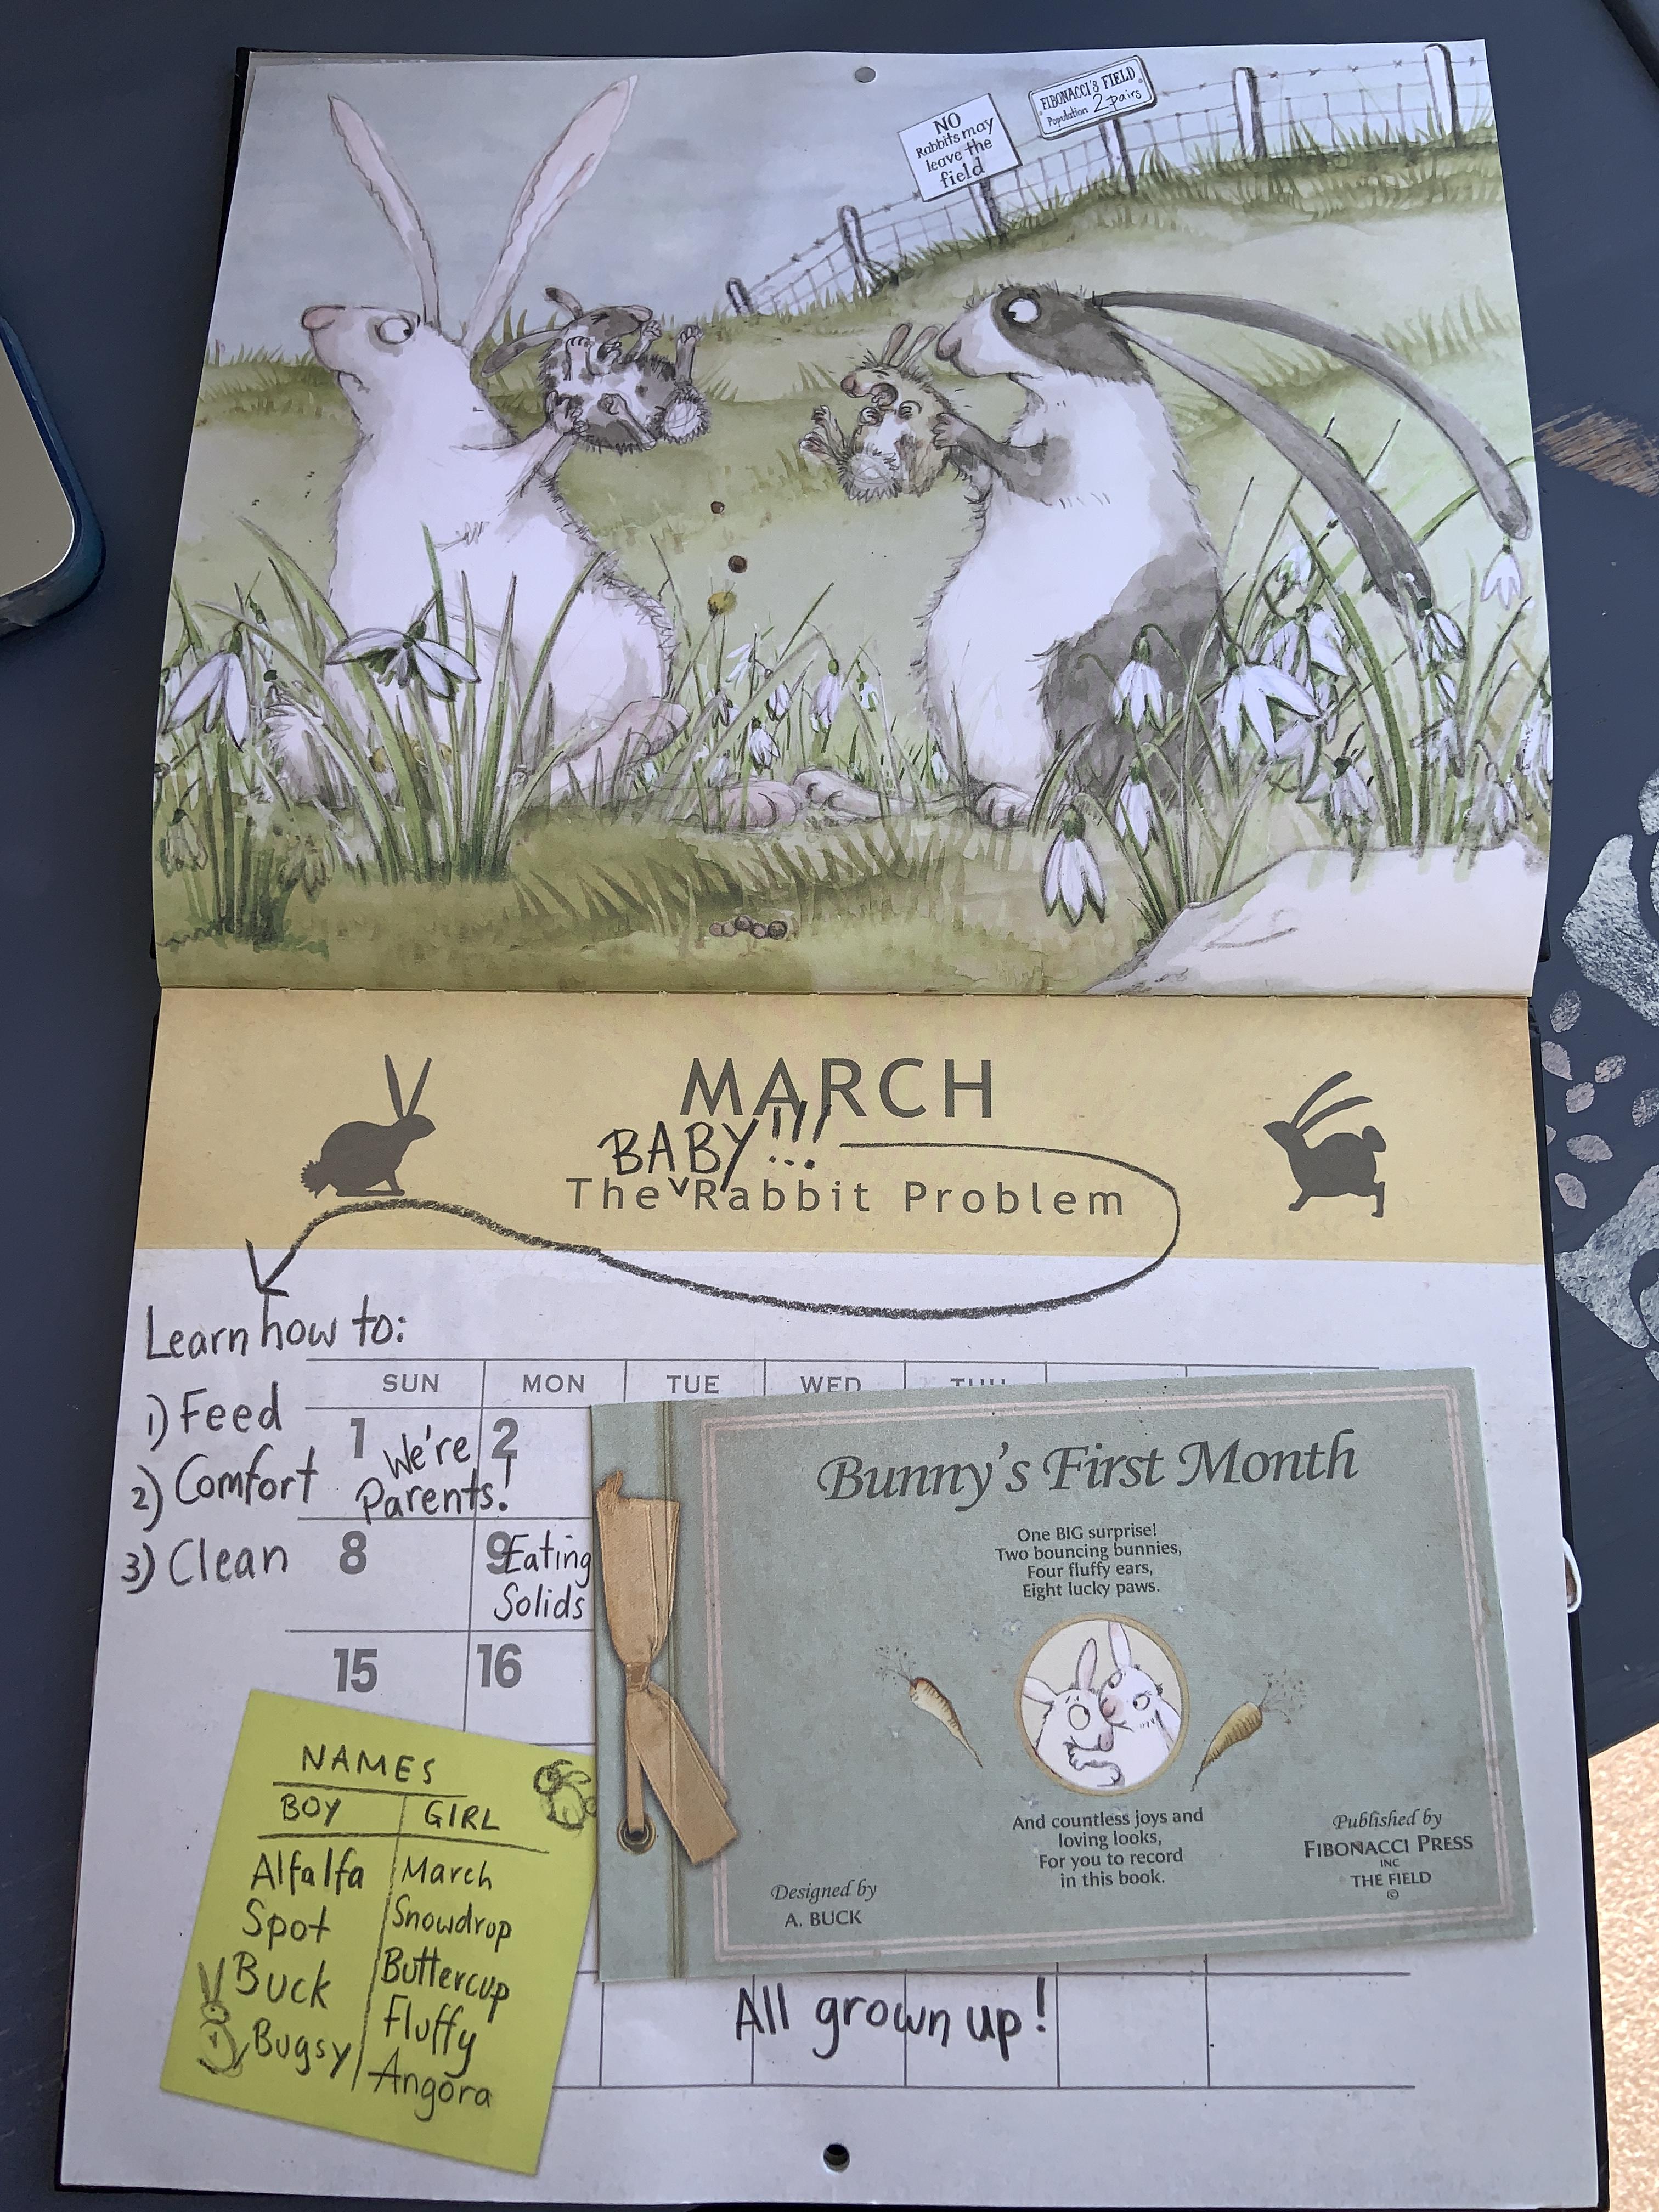 NO
Rabbits may
leave the
field
FIBONACCI'S FIELD
Population 2 pairs
MARCH
BABY!!!
The Rabbit Problem
Learn how to:
1) Feed
2) Comfort
3) Clean
SUN MON TUE WED
1 We're Parents! 2
8 9 Eating Solids
15 16
NAMES
BOY GIRL
Alfalfa March
Spot Snowdrop
Buck Buttercup
Bugsy Fluffy
Angora
Bunny's First Month
One BIG surprise!
Two bouncing bunnies,
Four fluffy ears,
Eight lucky paws.
And countless joys and
loving looks,
For you to record
in this book.
Designed by
A. BUCK
Published by
FIBONACCI PRESS
INC
THE FIELD
©
All grown up!